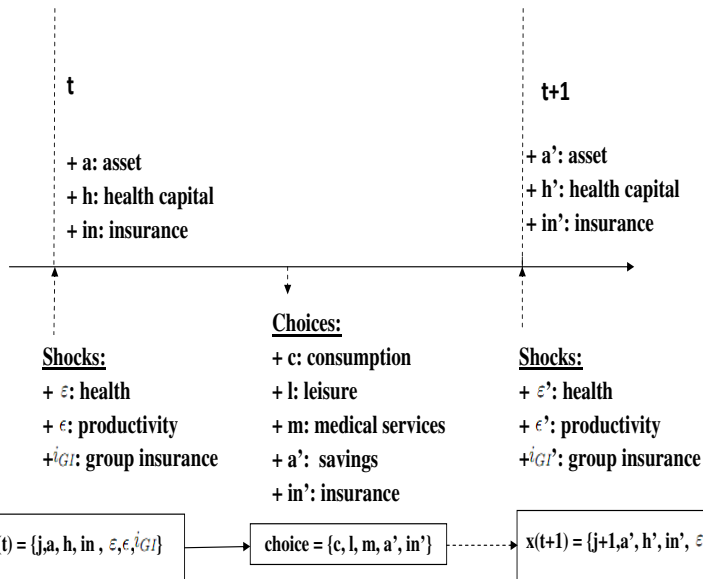 t
t+1
+ a: asset
+ h: health capital
+ in: insurance
+ a’: asset
+ h’: health capital
+ in’: insurance
Choices:
+ c: consumption
+ l: leisure
+ m: medical services
+ a’: savings
+ in’: insurance
Shocks:
+ ε: health
+ ϵ: productivity
+i_GI: group insurance
Shocks:
+ ε’: health
+ ϵ’: productivity
+i_GI’: group insurance
(t) = {j,a, h, in , ε,ϵ,i_GI}
choice = {c, l, m, a’, in’}
x(t+1) = {j+1,a’, h’, in’, ε